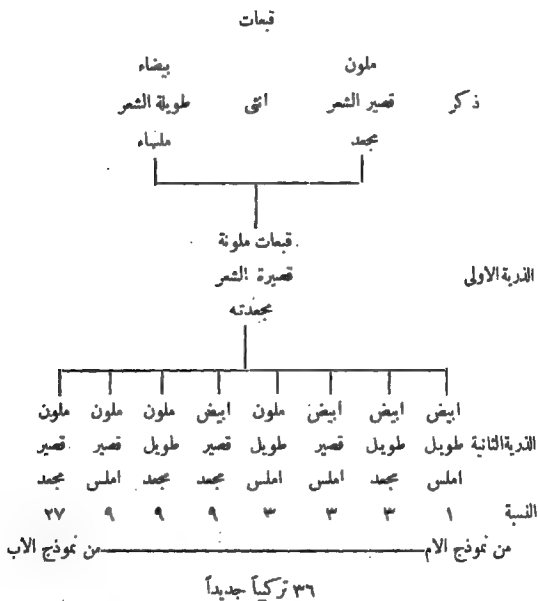 قبعات
ملون بيضاء
ذكر قصير الشعر انثى طويلة الشعر
مجعد ملساء
قبعات ملونة
الذرية الاولى قصيرة الشعر
مجعدته
ابيض ابيض ابيض ملون ابيض ملون ملون ملون
الذرية الثانية طويل طويل قصير طويل قصير طويل قصير قصير
املس مجعد املس املس مجعد مجعد املس مجعد
النسبة ١ ٣ ٣ ٣ ٩ ٩ ٩ ٢٧
من نموذج الام من نموذج الاب
٣٦ تركيباً جديداً